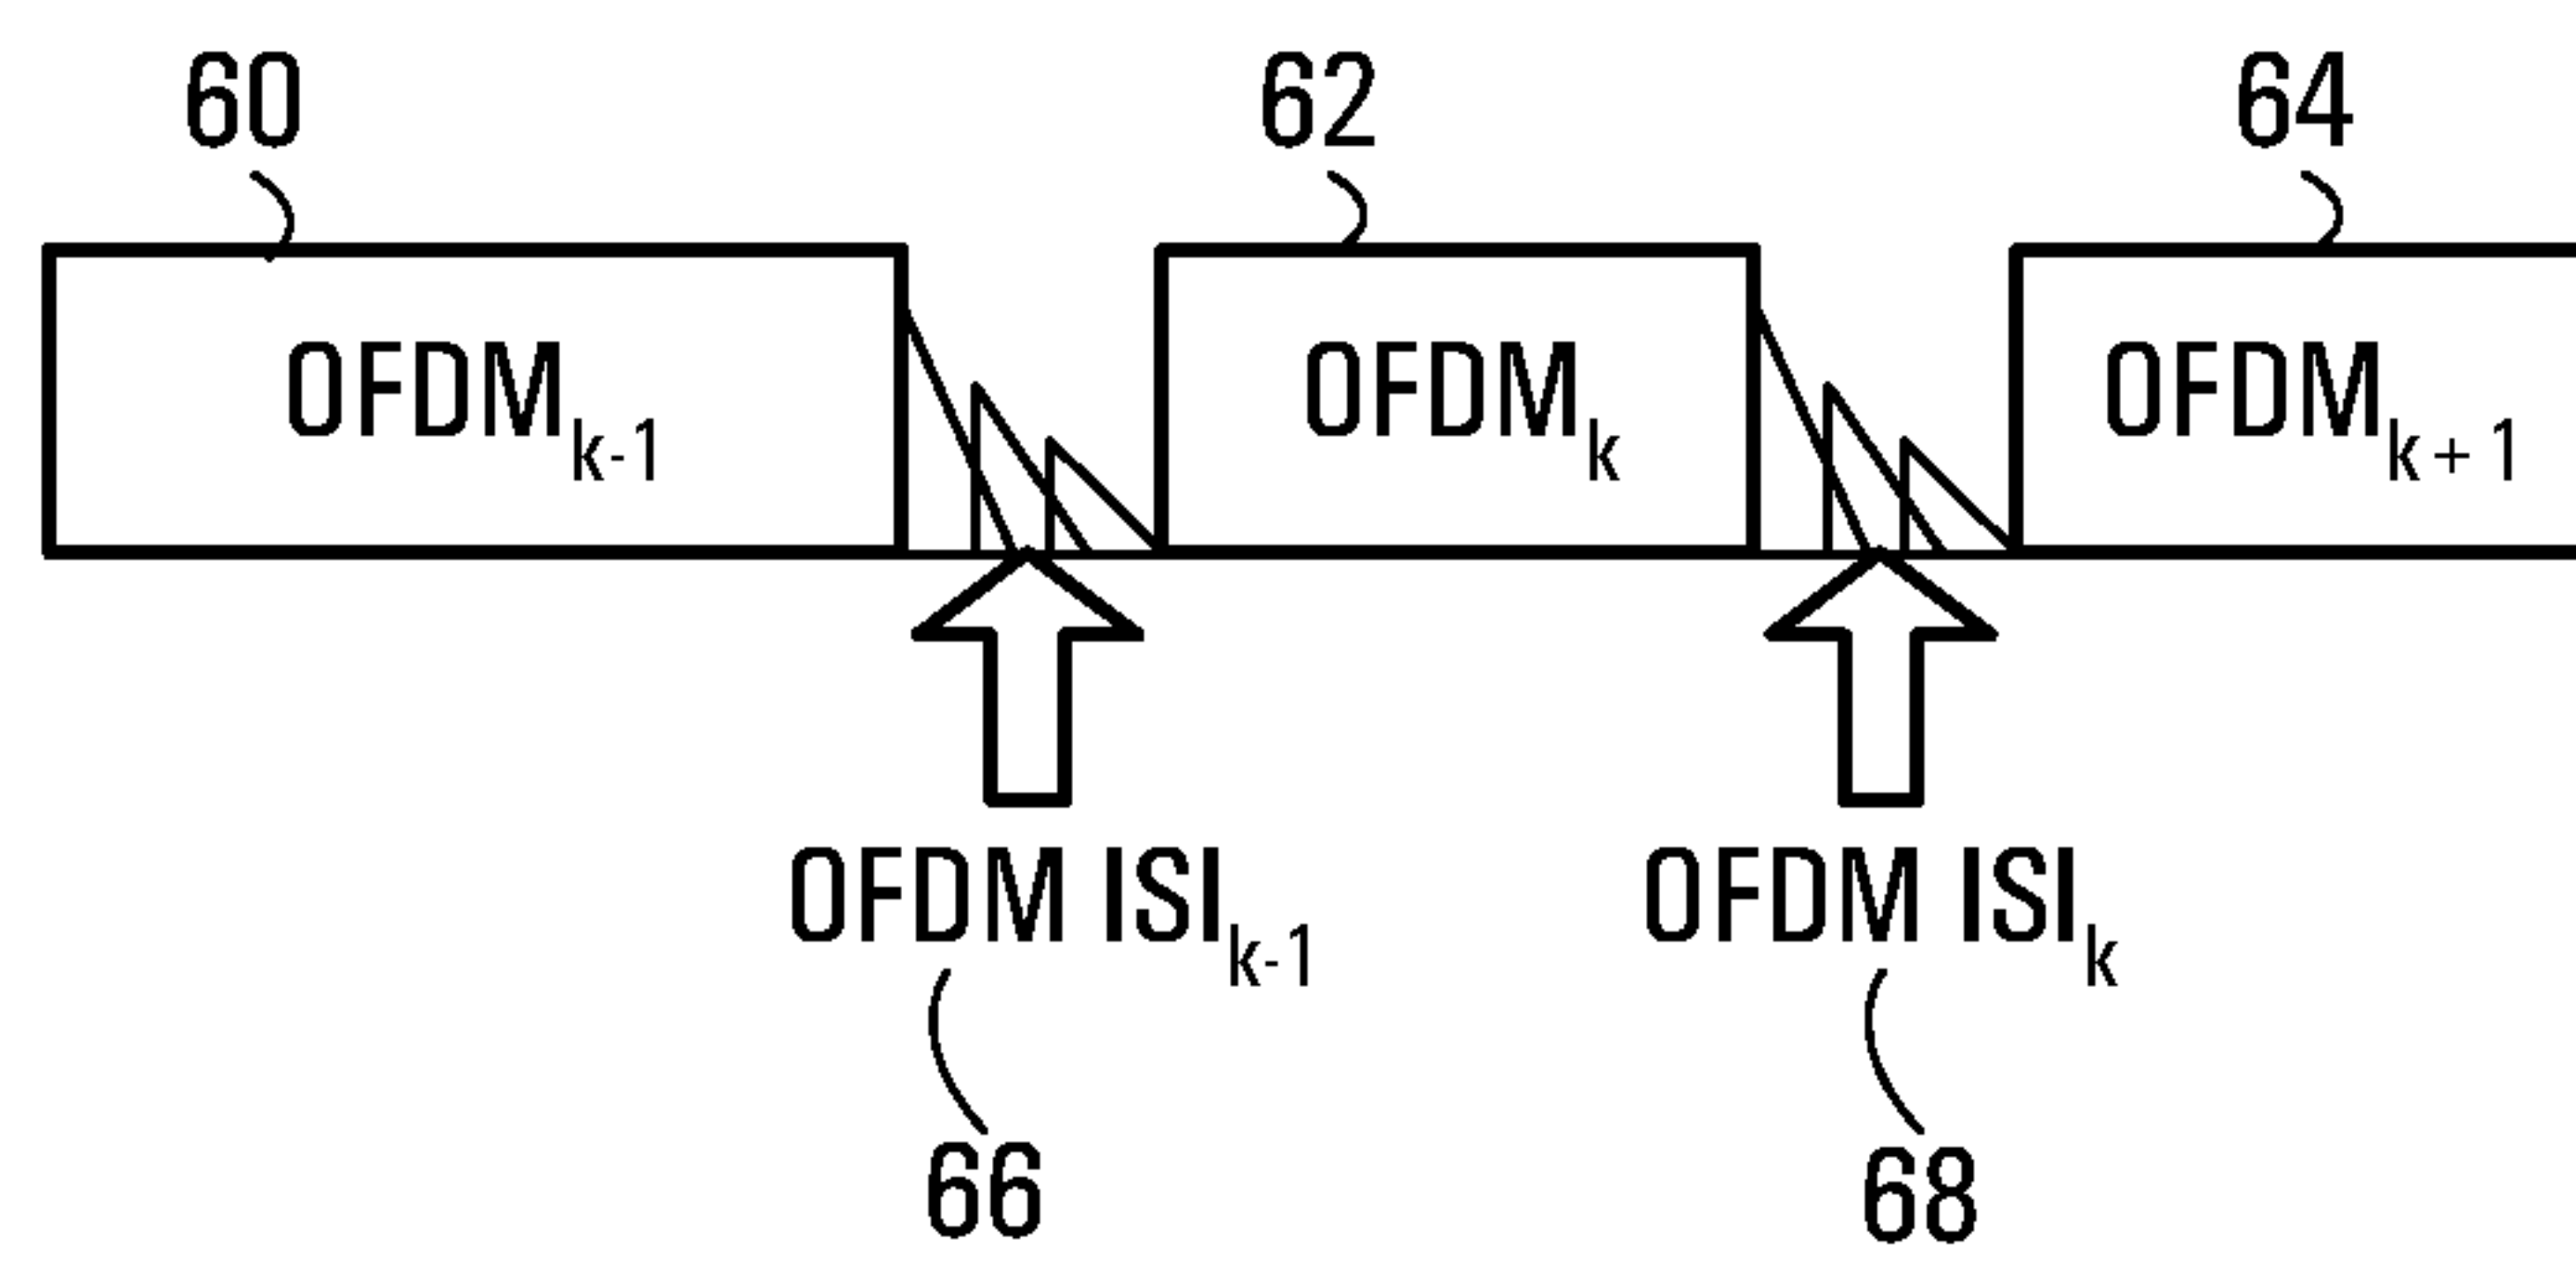 60 62 64
OFDMk-1 OFDMk OFDMk+1
OFDM ISIk-1 OFDM ISIk
66 68